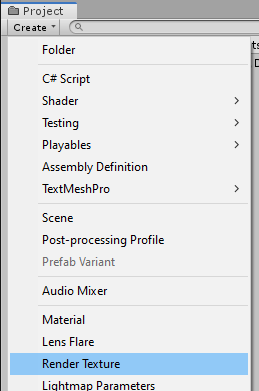 Project
Create
Folder
C# Script
Shader
Testing
Playables
Assembly Definition
TextMeshPro
Scene
Post-processing Profile
Prefab Variant
Audio Mixer
Material
Lens Flare
Render Texture
Lightmap Parameters